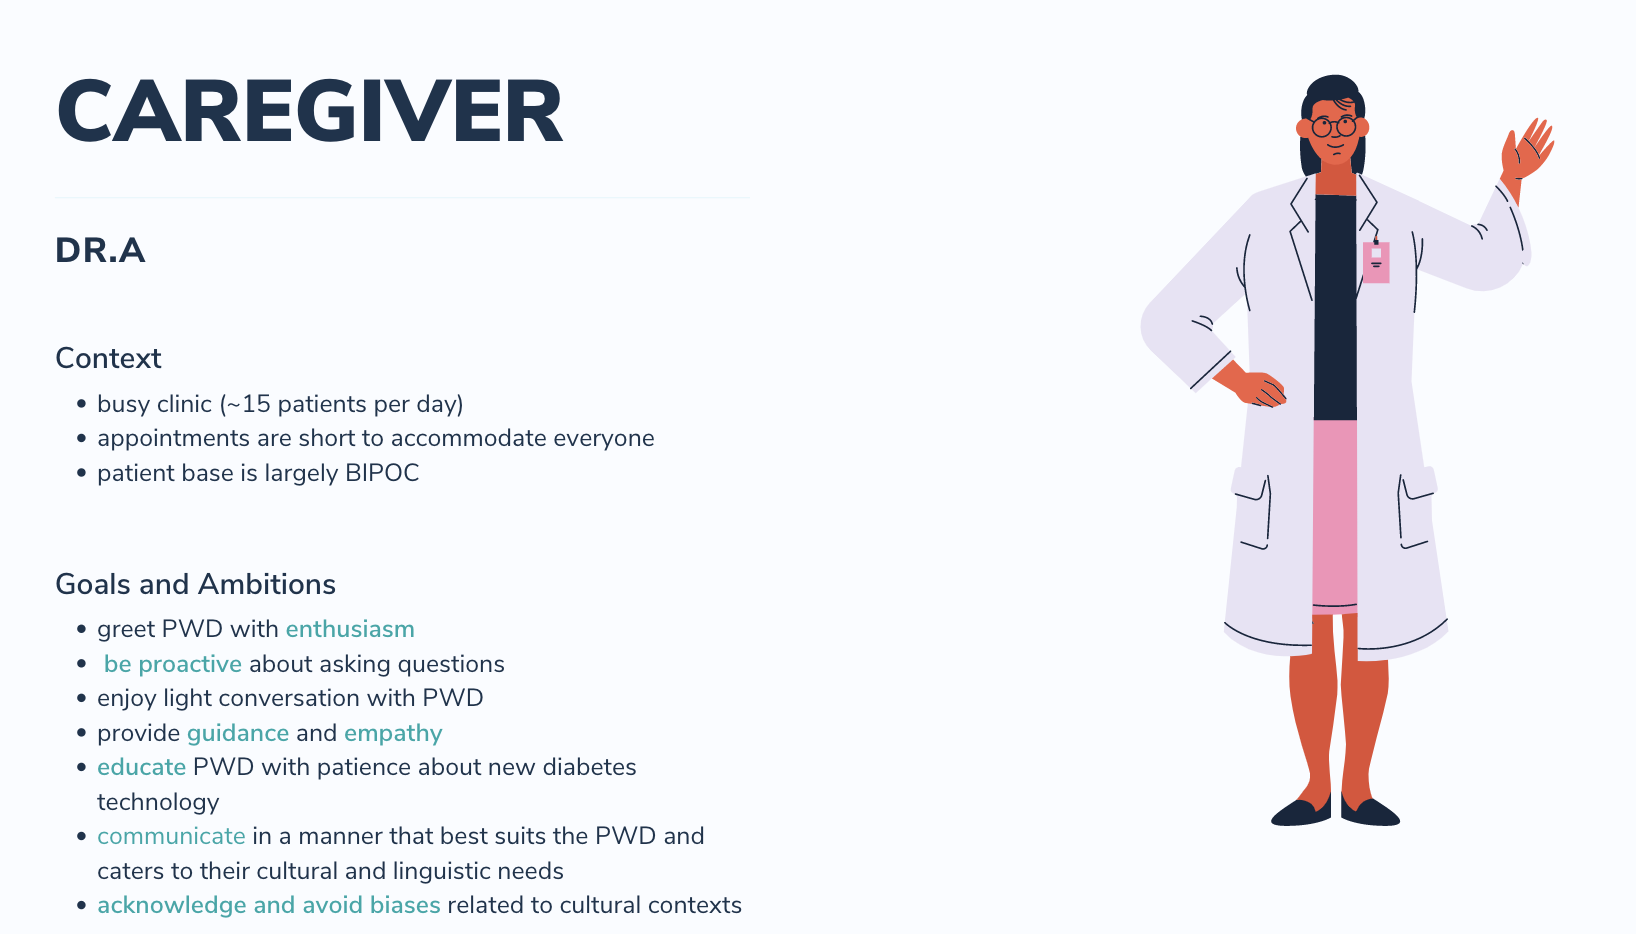 CAREGIVER
DR.A
Context
• busy clinic (~15 patients per day)
• appointments are short to accommodate everyone
• patient base is largely BIPOC
Goals and Ambitions
• greet PWD with enthusiasm
• be proactive about asking questions
• enjoy light conversation with PWD
• provide guidance and empathy
• educate PWD with patience about new diabetes
technology
• communicate in a manner that best suits the PWD and
caters to their cultural and linguistic needs
• acknowledge and avoid biases related to cultural contexts